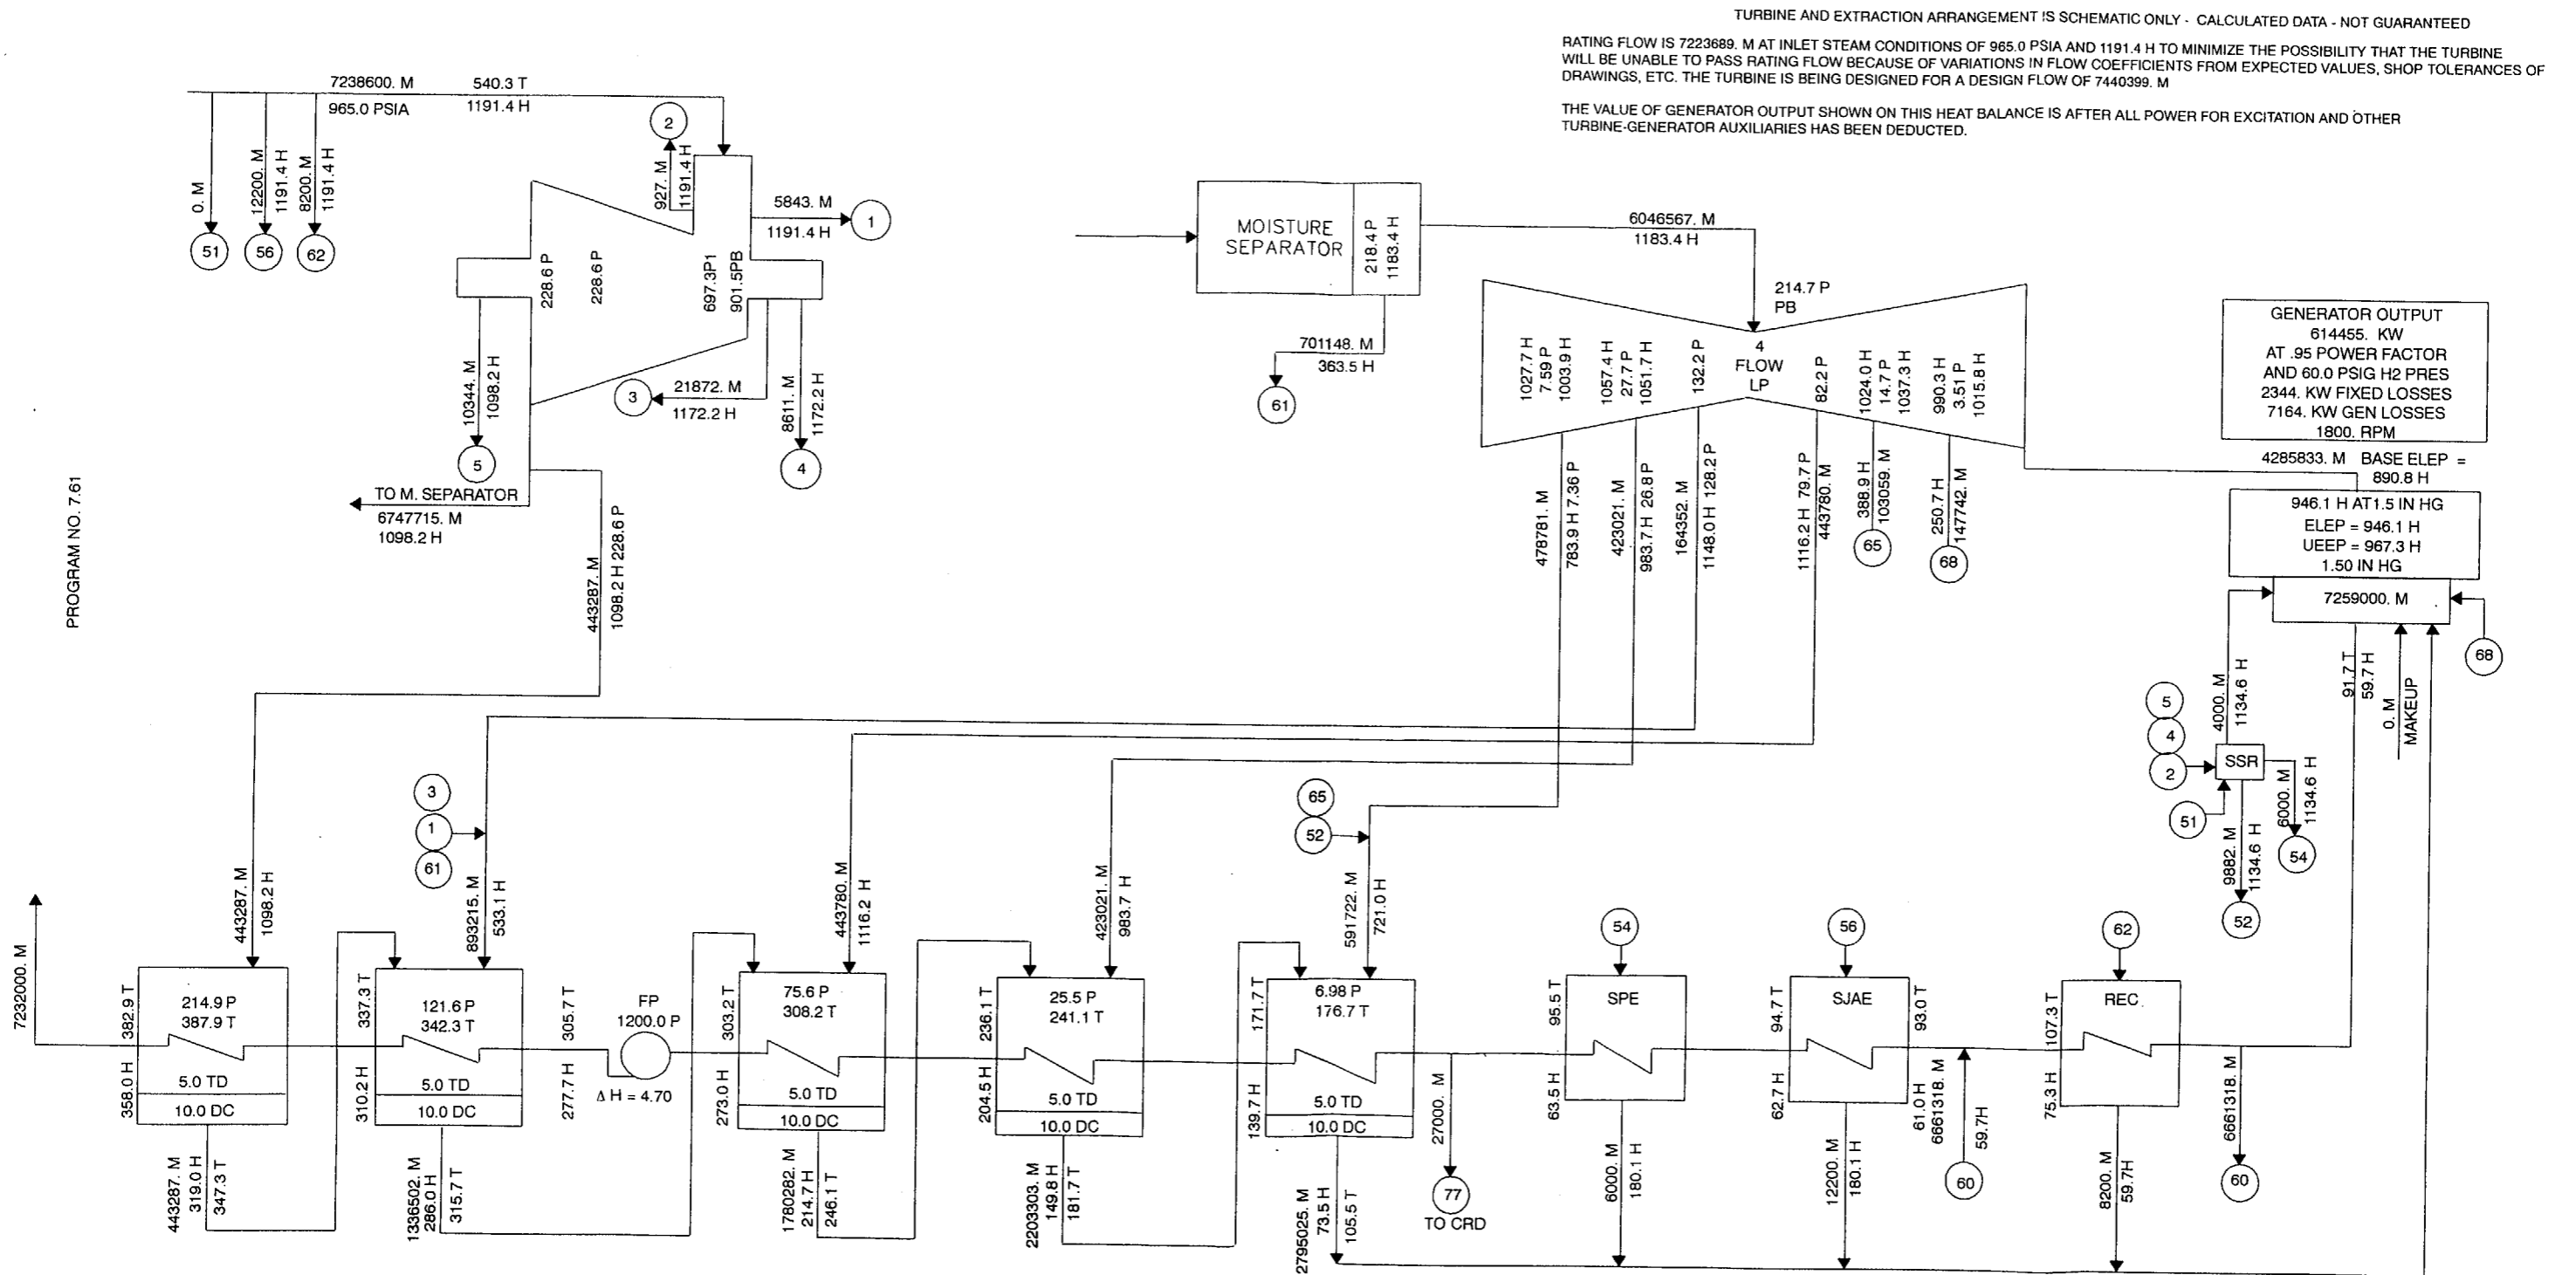 TURBINE AND EXTRACTION ARRANGEMENT IS SCHEMATIC ONLY - CALCULATED DATA - NOT GUARANTEED
RATING FLOW IS 7223689. M AT INLET STEAM CONDITIONS OF 965.0 PSIA AND 1191.4 H TO MINIMIZE THE POSSIBILITY THAT THE TURBINE
WILL BE UNABLE TO PASS RATING FLOW BECAUSE OF VARIATIONS IN FLOW COEFFICIENTS FROM EXPECTED VALUES, SHOP TOLERANCES OF
DRAWINGS, ETC. THE TURBINE IS BEING DESIGNED FOR A DESIGN FLOW OF 7440399. M
THE VALUE OF GENERATOR OUTPUT SHOWN ON THIS HEAT BALANCE IS AFTER ALL POWER FOR EXCITATION AND OTHER
TURBINE-GENERATOR AUXILIARIES HAS BEEN DEDUCTED.
7238600. M 540.3 T
965.0 PSIA 1191.4 H
0. M
12200. M
1191.4 H
8200. M
1191.4 H
51
56
62
2
927. M
1191.4 H
5843. M
1191.4 H
1
228.6 P
228.6 P
697.3P1
901.5PB
10344. M
1098.2 H
5
3
21872. M
1172.2 H
8611. M
1172.2 H
4
TO M. SEPARATOR
6747715. M
1098.2 H
443287. M
1098.2 H 228.6 P
PROGRAM NO. 7.61
MOISTURE
SEPARATOR
218.4 P
1183.4 H
6046567. M
1183.4 H
701148. M
363.5 H
61
214.7 P
PB
4
FLOW
LP
1027.7 H
7.59 P
1003.9 H
1057.4 H
27.7 P
1051.7 H
132.2 P
82.2 P
1024.0 H
14.7 P
1037.3 H
990.3 H
3.51 P
1015.8 H
478781. M
783.9 H 7.36 P
423021. M
983.7 H 26.8 P
164352. M
1148.0 H 128.2 P
1116.2 H 79.7 P
443780. M
388.9 H
103059. M
65
250.7 H
147742. M
68
GENERATOR OUTPUT
614455. KW
AT .95 POWER FACTOR
AND 60.0 PSIG H2 PRES
2344. KW FIXED LOSSES
7164. KW GEN LOSSES
1800. RPM
4285833. M BASE ELEP =
890.8 H
946.1 H AT1.5 IN HG
ELEP = 946.1 H
UEEP = 967.3 H
1.50 IN HG
7259000. M
68
91.7 T
59.7 H
0. M
MAKEUP
4000. M
1134.6 H
5
4
2
SSR
51
6000. M
1134.6 H
54
9882. M
1134.6 H
52
3
1
61
65
52
7232000. M
443287. M
1098.2 H
893215. M
533.1 H
443780. M
1116.2 H
423021. M
983.7 H
591722. M
721.0 H
54
56
62
382.9 T
358.0 H
214.9 P
387.9 T
5.0 TD
10.0 DC
337.3 T
310.2 H
121.6 P
342.3 T
5.0 TD
10.0 DC
305.7 T
277.7 H
FP
1200.0 P
Δ H = 4.70
303.2 T
273.0 H
75.6 P
308.2 T
5.0 TD
10.0 DC
236.1 T
204.5 H
25.5 P
241.1 T
5.0 TD
10.0 DC
171.7 T
139.7 H
6.98 P
176.7 T
5.0 TD
10.0 DC
95.5 T
63.5 H
SPE
94.7 T
62.7 H
SJAE
93.0 T
61.0 H
6661318. M
59.7H
60
107.3 T
75.3 H
REC
6661318. M
60
443287. M
319.0 H
347.3 T
1336502. M
286.0 H
315.7 T
1780282. M
214.7 H
246.1 T
2203303. M
149.8 H
181.7 T
2795025. M
73.5 H
105.5 T
27000. M
77
TO CRD
6000. M
180.1 H
12200. M
180.1 H
8200. M
59.7H